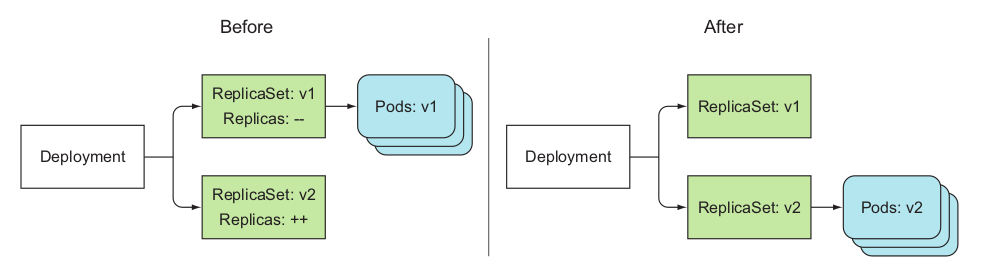 Before
Deployment
ReplicaSet: v1
Replicas: --
Pods: v1
ReplicaSet: v2
Replicas: ++
After
Deployment
ReplicaSet: v1
ReplicaSet: v2
Pods: v2